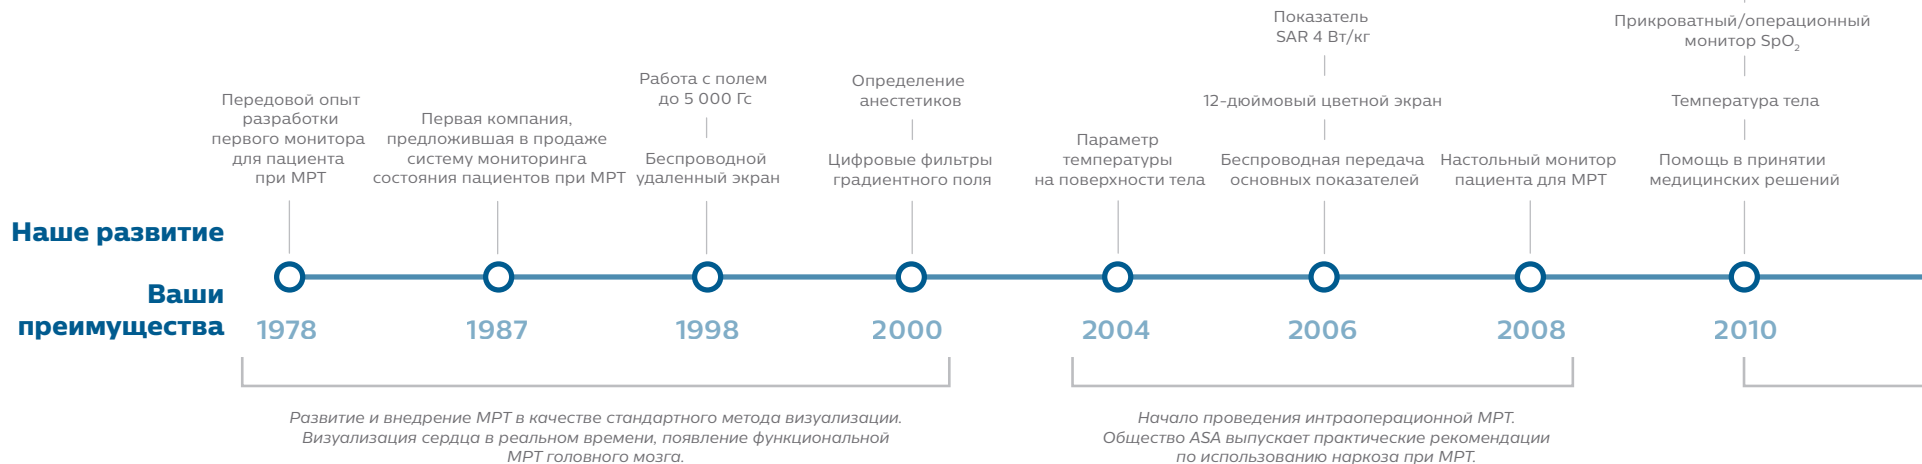 Передовой опыт
разработки
первого монитора
для пациента
при МРТ
Первая компания,
предложившая в продаже
систему мониторинга
состояния пациентов при МРТ
Работа с полем
до 5 000 Гс
Беспроводной
удаленный экран
Определение
анестетиков
Цифровые фильтры
градиентного поля
Параметр
температуры
на поверхности тела
Показатель
SAR 4 Вт/кг
12-дюймовый цветной экран
Беспроводная передача
основных показателей
Настольный монитор
пациента для МРТ
Прикроватный/операционный
монитор SpO₂
Температура тела
Помощь в принятии
медицинских решений
Наше развитие
Ваши
преимущества
1978
1987
1998
2000
2004
2006
2008
2010
Развитие и внедрение МРТ в качестве стандартного метода визуализации.
Визуализация сердца в реальном времени, появление функциональной
МРТ головного мозга.
Начало проведения интраоперационной МРТ.
Общество ASA выпускает практические рекомендации
по использованию наркоза при МРТ.